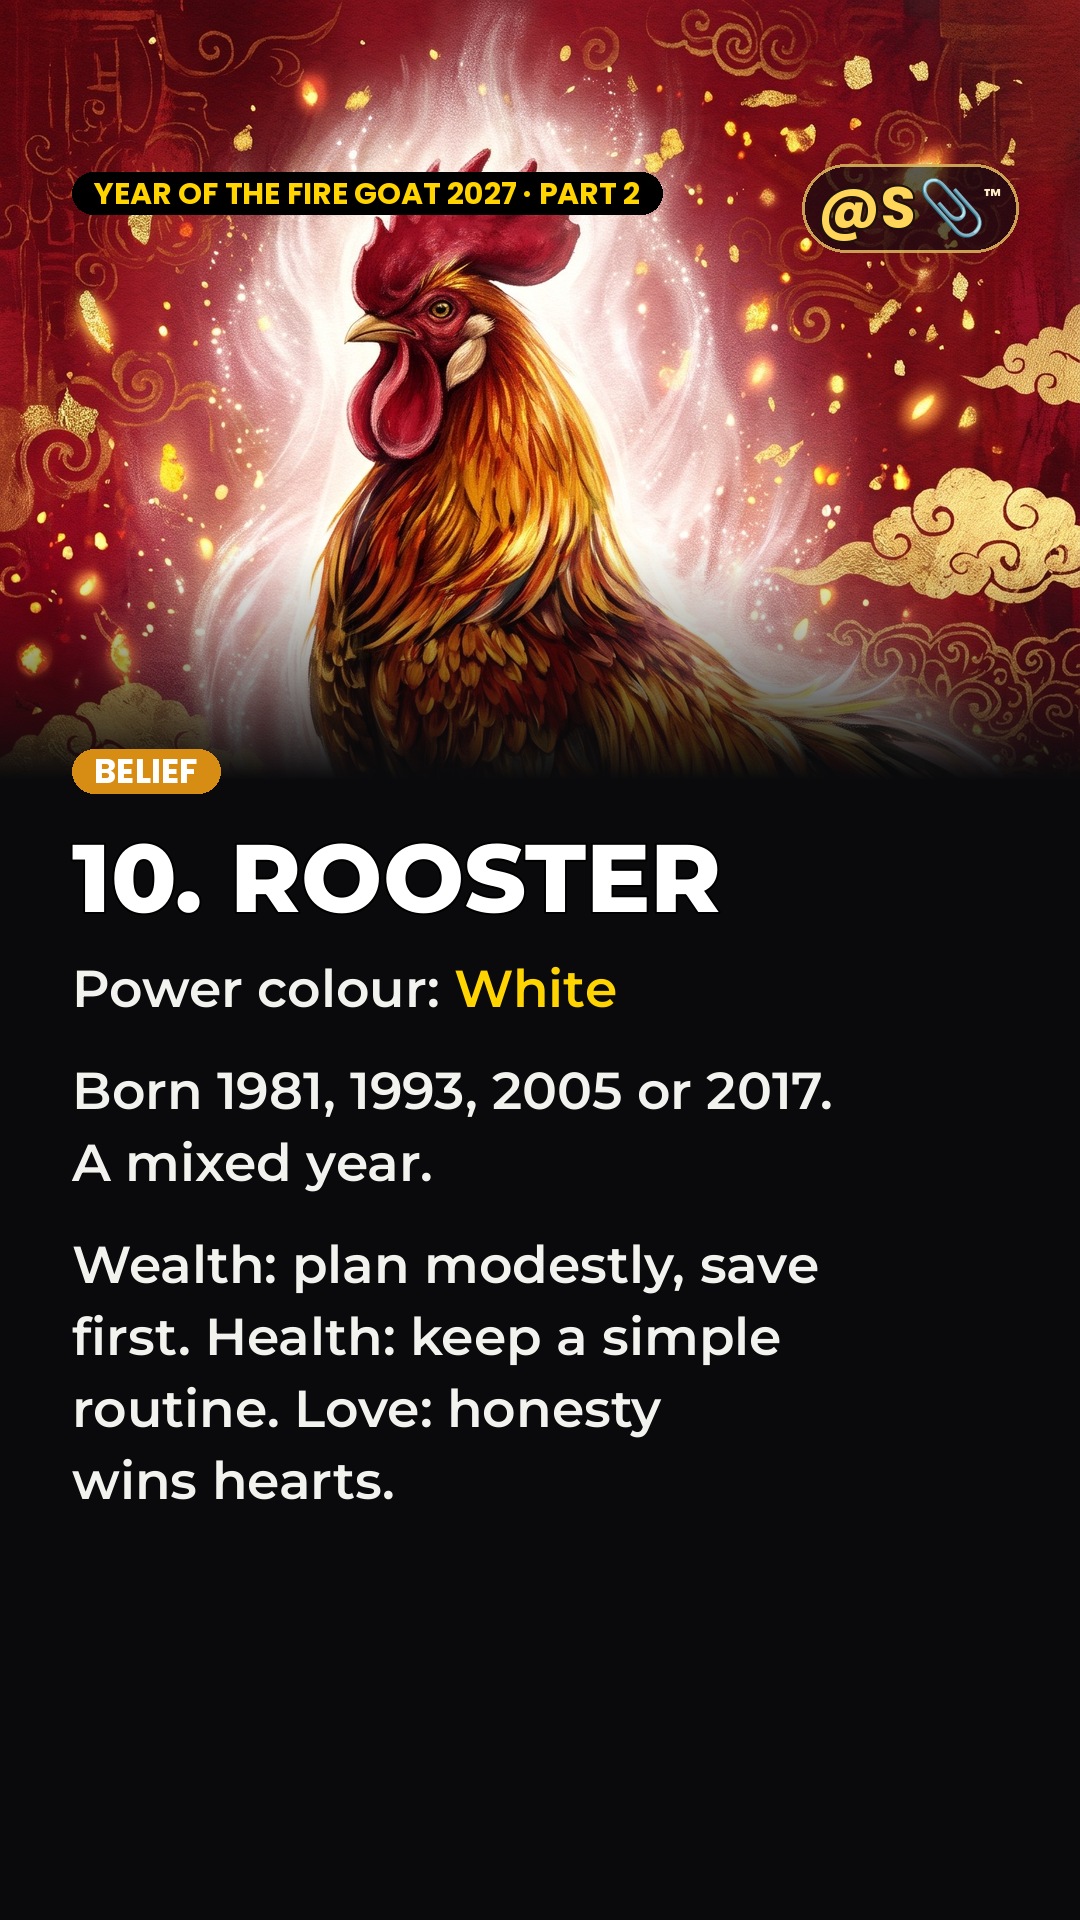 YEAR OF THE FIRE GOAT 2027 · PART 2
@S📎™
BELIEF
10. ROOSTER
Power colour: White
Born 1981, 1993, 2005 or 2017.
A mixed year.
Wealth: plan modestly, save
first. Health: keep a simple
routine. Love: honesty
wins hearts.